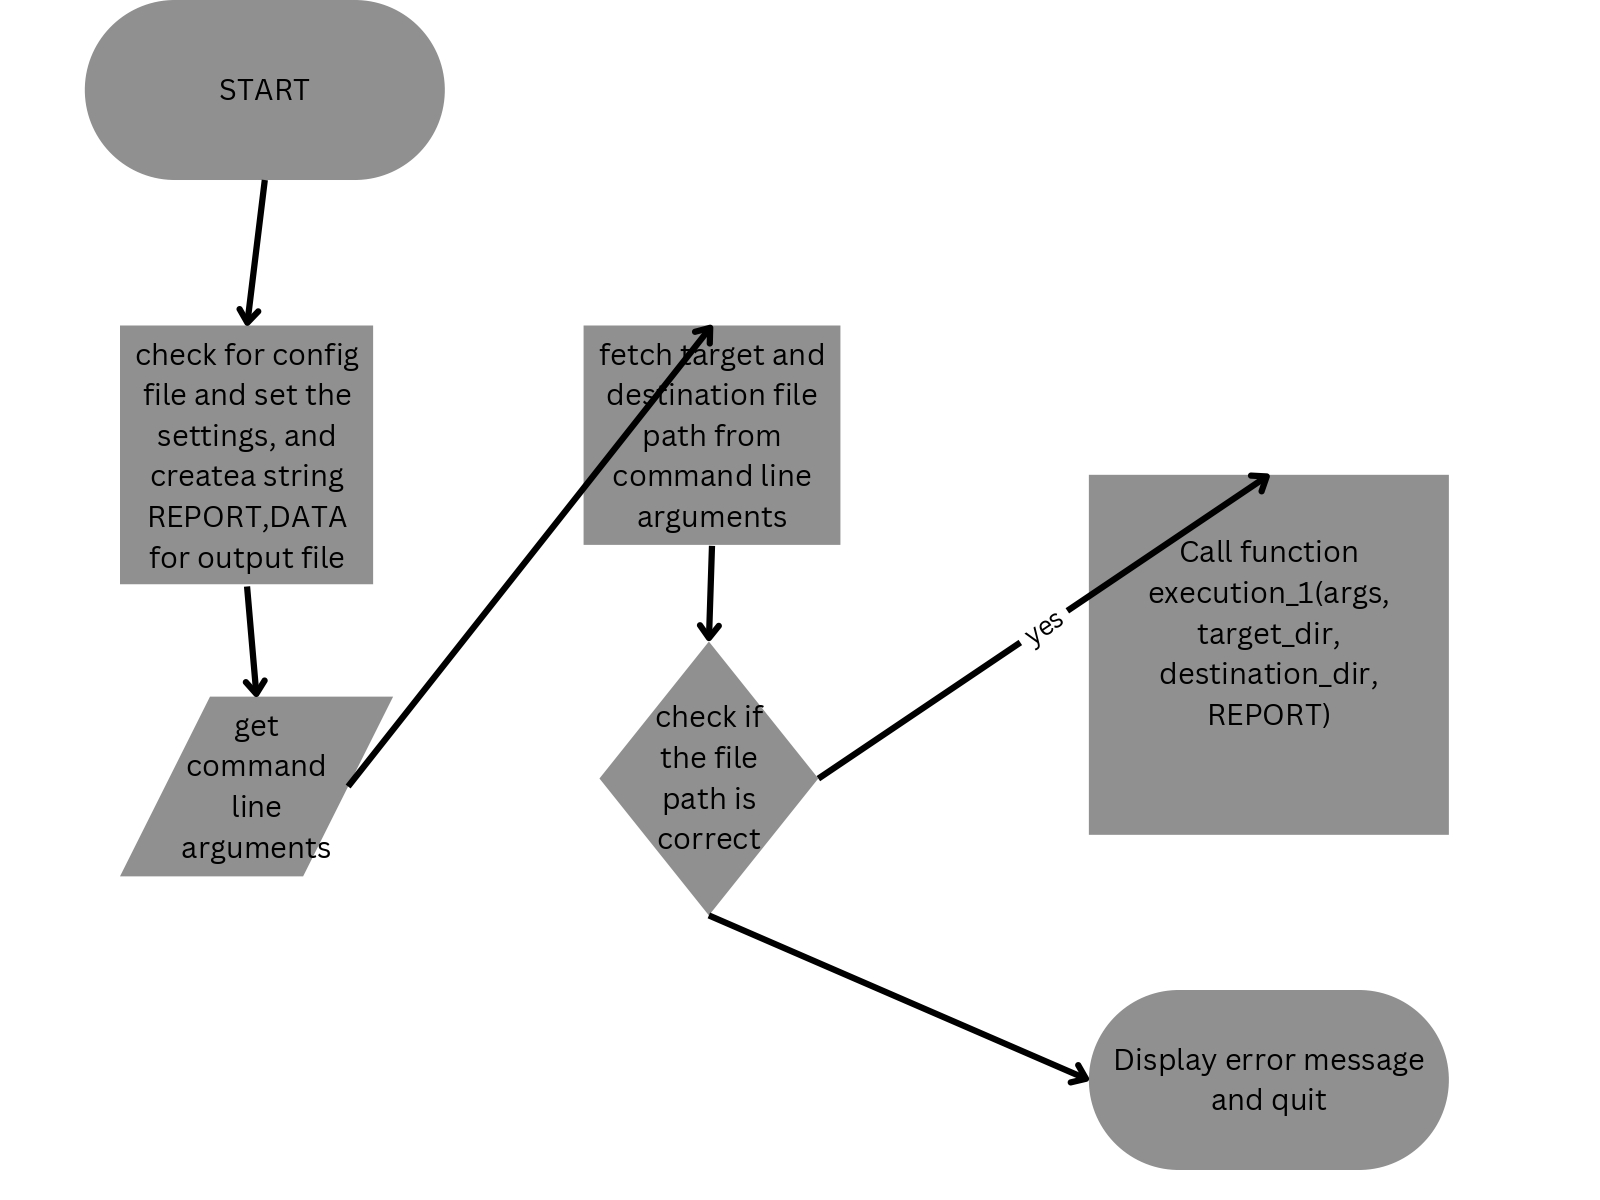 START
check for config
file and set the
settings, and
createa string
REPORT,DATA
for output file
get
command
line
arguments
fetch target and
destination file
path from
command line
arguments
check if
the file
path is
correct
yes
Call function
execution_1(args,
target_dir,
destination_dir,
REPORT)
Display error message
and quit